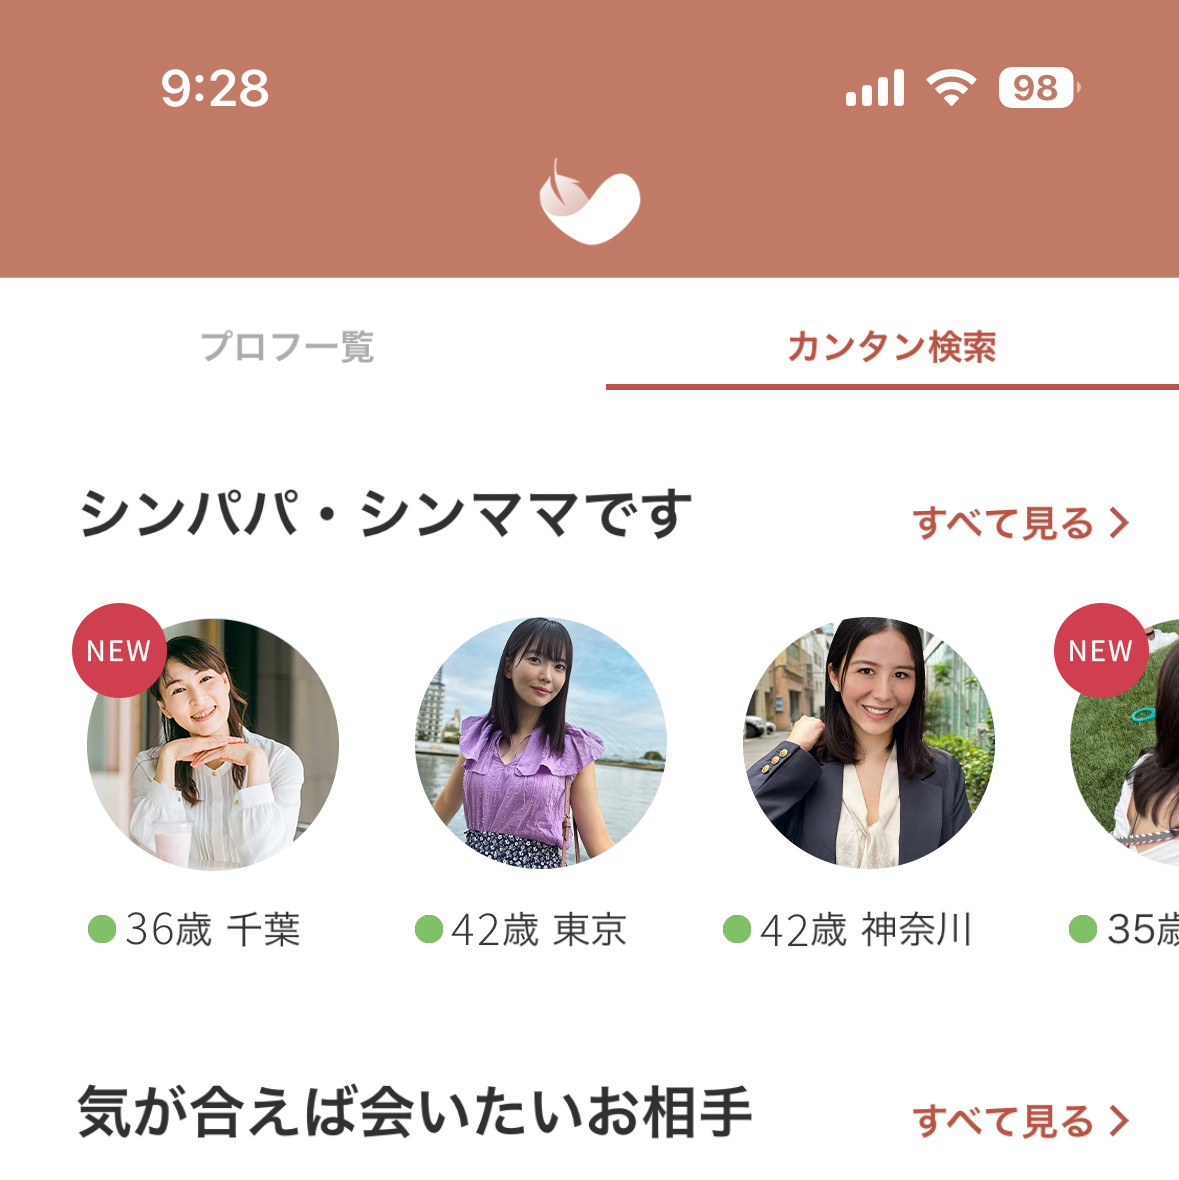 9:28
98
プロフ一覧
カンタン検索
シンパパ・シンママです
すべて見る
NEW
NEW
36歳 千葉
42歳 東京
42歳 神奈川
35歳
気が合えば会いたいお相手
すべて見る